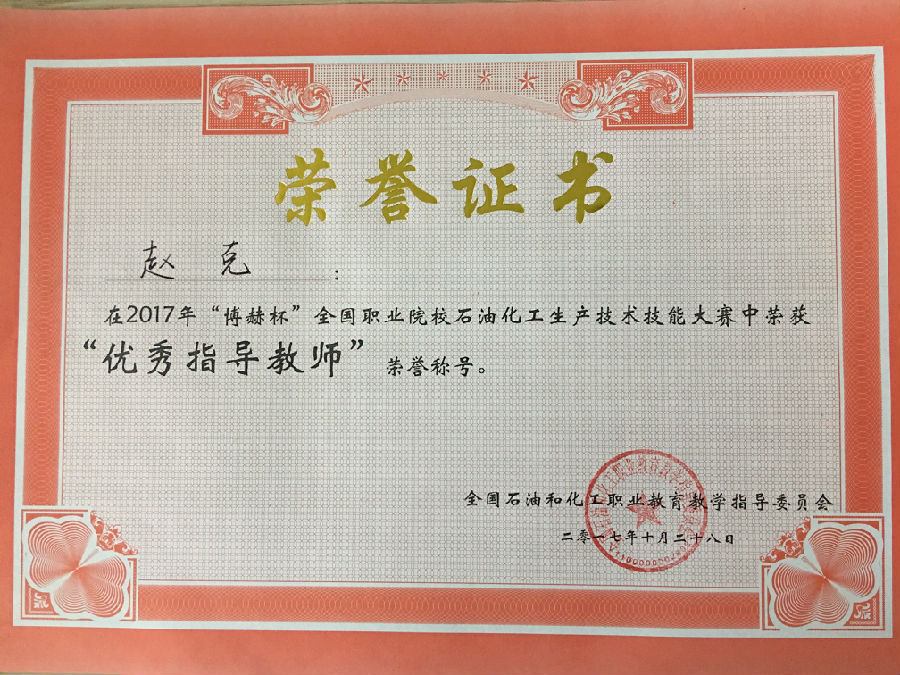 荣誉证书
赵克：
在2017年“博赫杯”全国职业院校石油化工生产技术技能大赛中荣获
“优秀指导教师” 荣誉称号。
全国石油和化工职业教育教学指导委员会
二零一七年十月二十八日